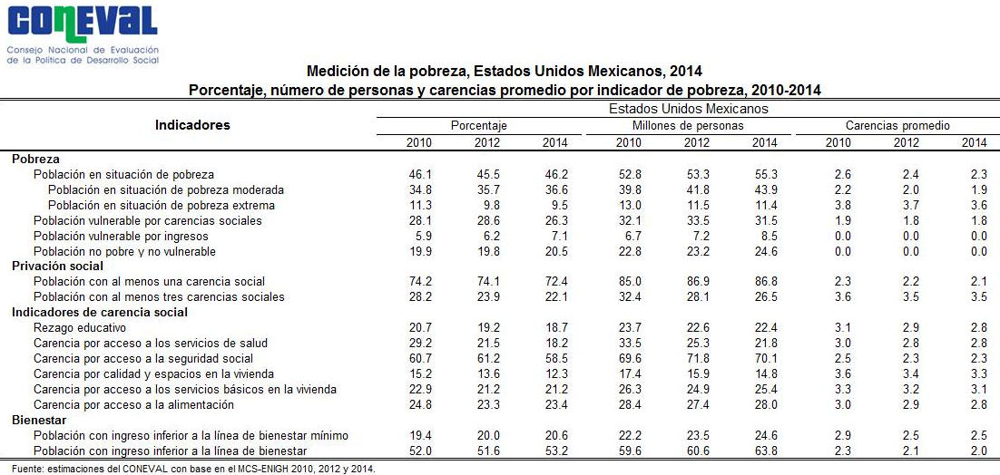 CONEVAL
Consejo Nacional de Evaluación
de la Política de Desarrollo Social
Medición de la pobreza, Estados Unidos Mexicanos, 2014
Porcentaje, número de personas y carencias promedio por indicador de pobreza, 2010-2014
Indicadores
Estados Unidos Mexicanos
Porcentaje Millones de personas Carencias promedio
2010 2012 2014 2010 2012 2014 2010 2012 2014
Pobreza
Población en situación de pobreza 46.1 45.5 46.2 52.8 53.3 55.3 2.6 2.4 2.3
Población en situación de pobreza moderada 34.8 35.7 36.6 39.8 41.8 43.9 2.2 2.0 1.9
Población en situación de pobreza extrema 11.3 9.8 9.5 13.0 11.5 11.4 3.8 3.7 3.6
Población vulnerable por carencias sociales 28.1 28.6 26.3 32.1 33.5 31.5 1.9 1.8 1.8
Población vulnerable por ingresos 5.9 6.2 7.1 6.7 7.2 8.5 0.0 0.0 0.0
Población no pobre y no vulnerable 19.9 19.8 20.5 22.8 23.2 24.6 0.0 0.0 0.0
Privación social
Población con al menos una carencia social 74.2 74.1 72.4 85.0 86.9 86.8 2.3 2.2 2.1
Población con al menos tres carencias sociales 28.2 23.9 22.1 32.4 28.1 26.5 3.6 3.5 3.5
Indicadores de carencia social
Rezago educativo 20.7 19.2 18.7 23.7 22.6 22.4 3.1 2.9 2.8
Carencia por acceso a los servicios de salud 29.2 21.5 18.2 33.5 25.3 21.8 3.0 2.8 2.8
Carencia por acceso a la seguridad social 60.7 61.2 58.5 69.6 71.8 70.1 2.5 2.3 2.3
Carencia por calidad y espacios en la vivienda 15.2 13.6 12.3 17.4 15.9 14.8 3.6 3.4 3.3
Carencia por acceso a los servicios básicos en la vivienda 22.9 21.2 21.2 26.3 24.9 25.4 3.3 3.2 3.1
Carencia por acceso a la alimentación 24.8 23.3 23.4 28.4 27.4 28.0 3.0 2.9 2.8
Bienestar
Población con ingreso inferior a la línea de bienestar mínimo 19.4 20.0 20.6 22.2 23.5 24.6 2.9 2.5 2.5
Población con ingreso inferior a la línea de bienestar 52.0 51.6 53.2 59.6 60.6 63.8 2.3 2.1 2.0
Fuente: estimaciones del CONEVAL con base en el MCS-ENIGH 2010, 2012 y 2014.